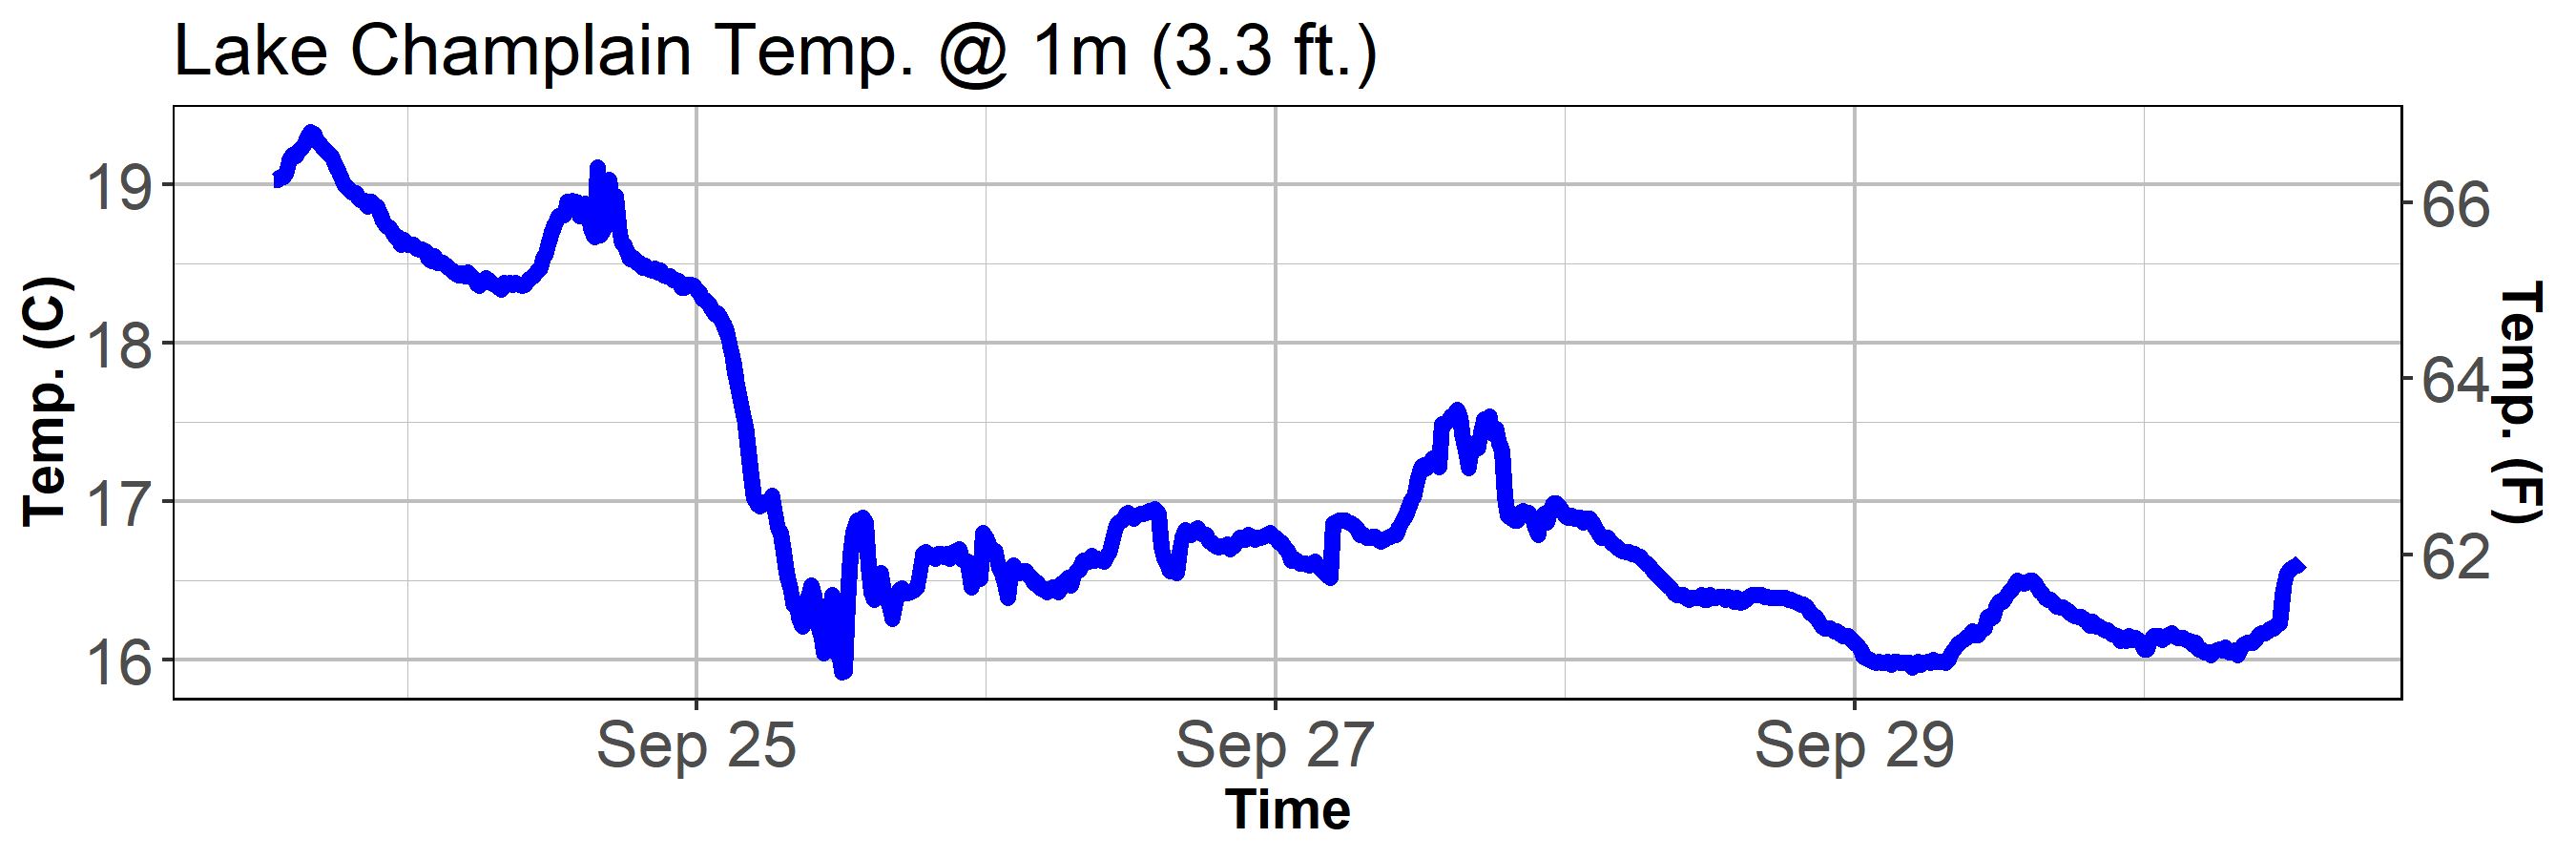 Lake Champlain Temp. @ 1m (3.3 ft.)
Temp. (C)
19
18
17
16
66
64
62
Temp. (F)
Sep 25
Sep 27
Sep 29
Time